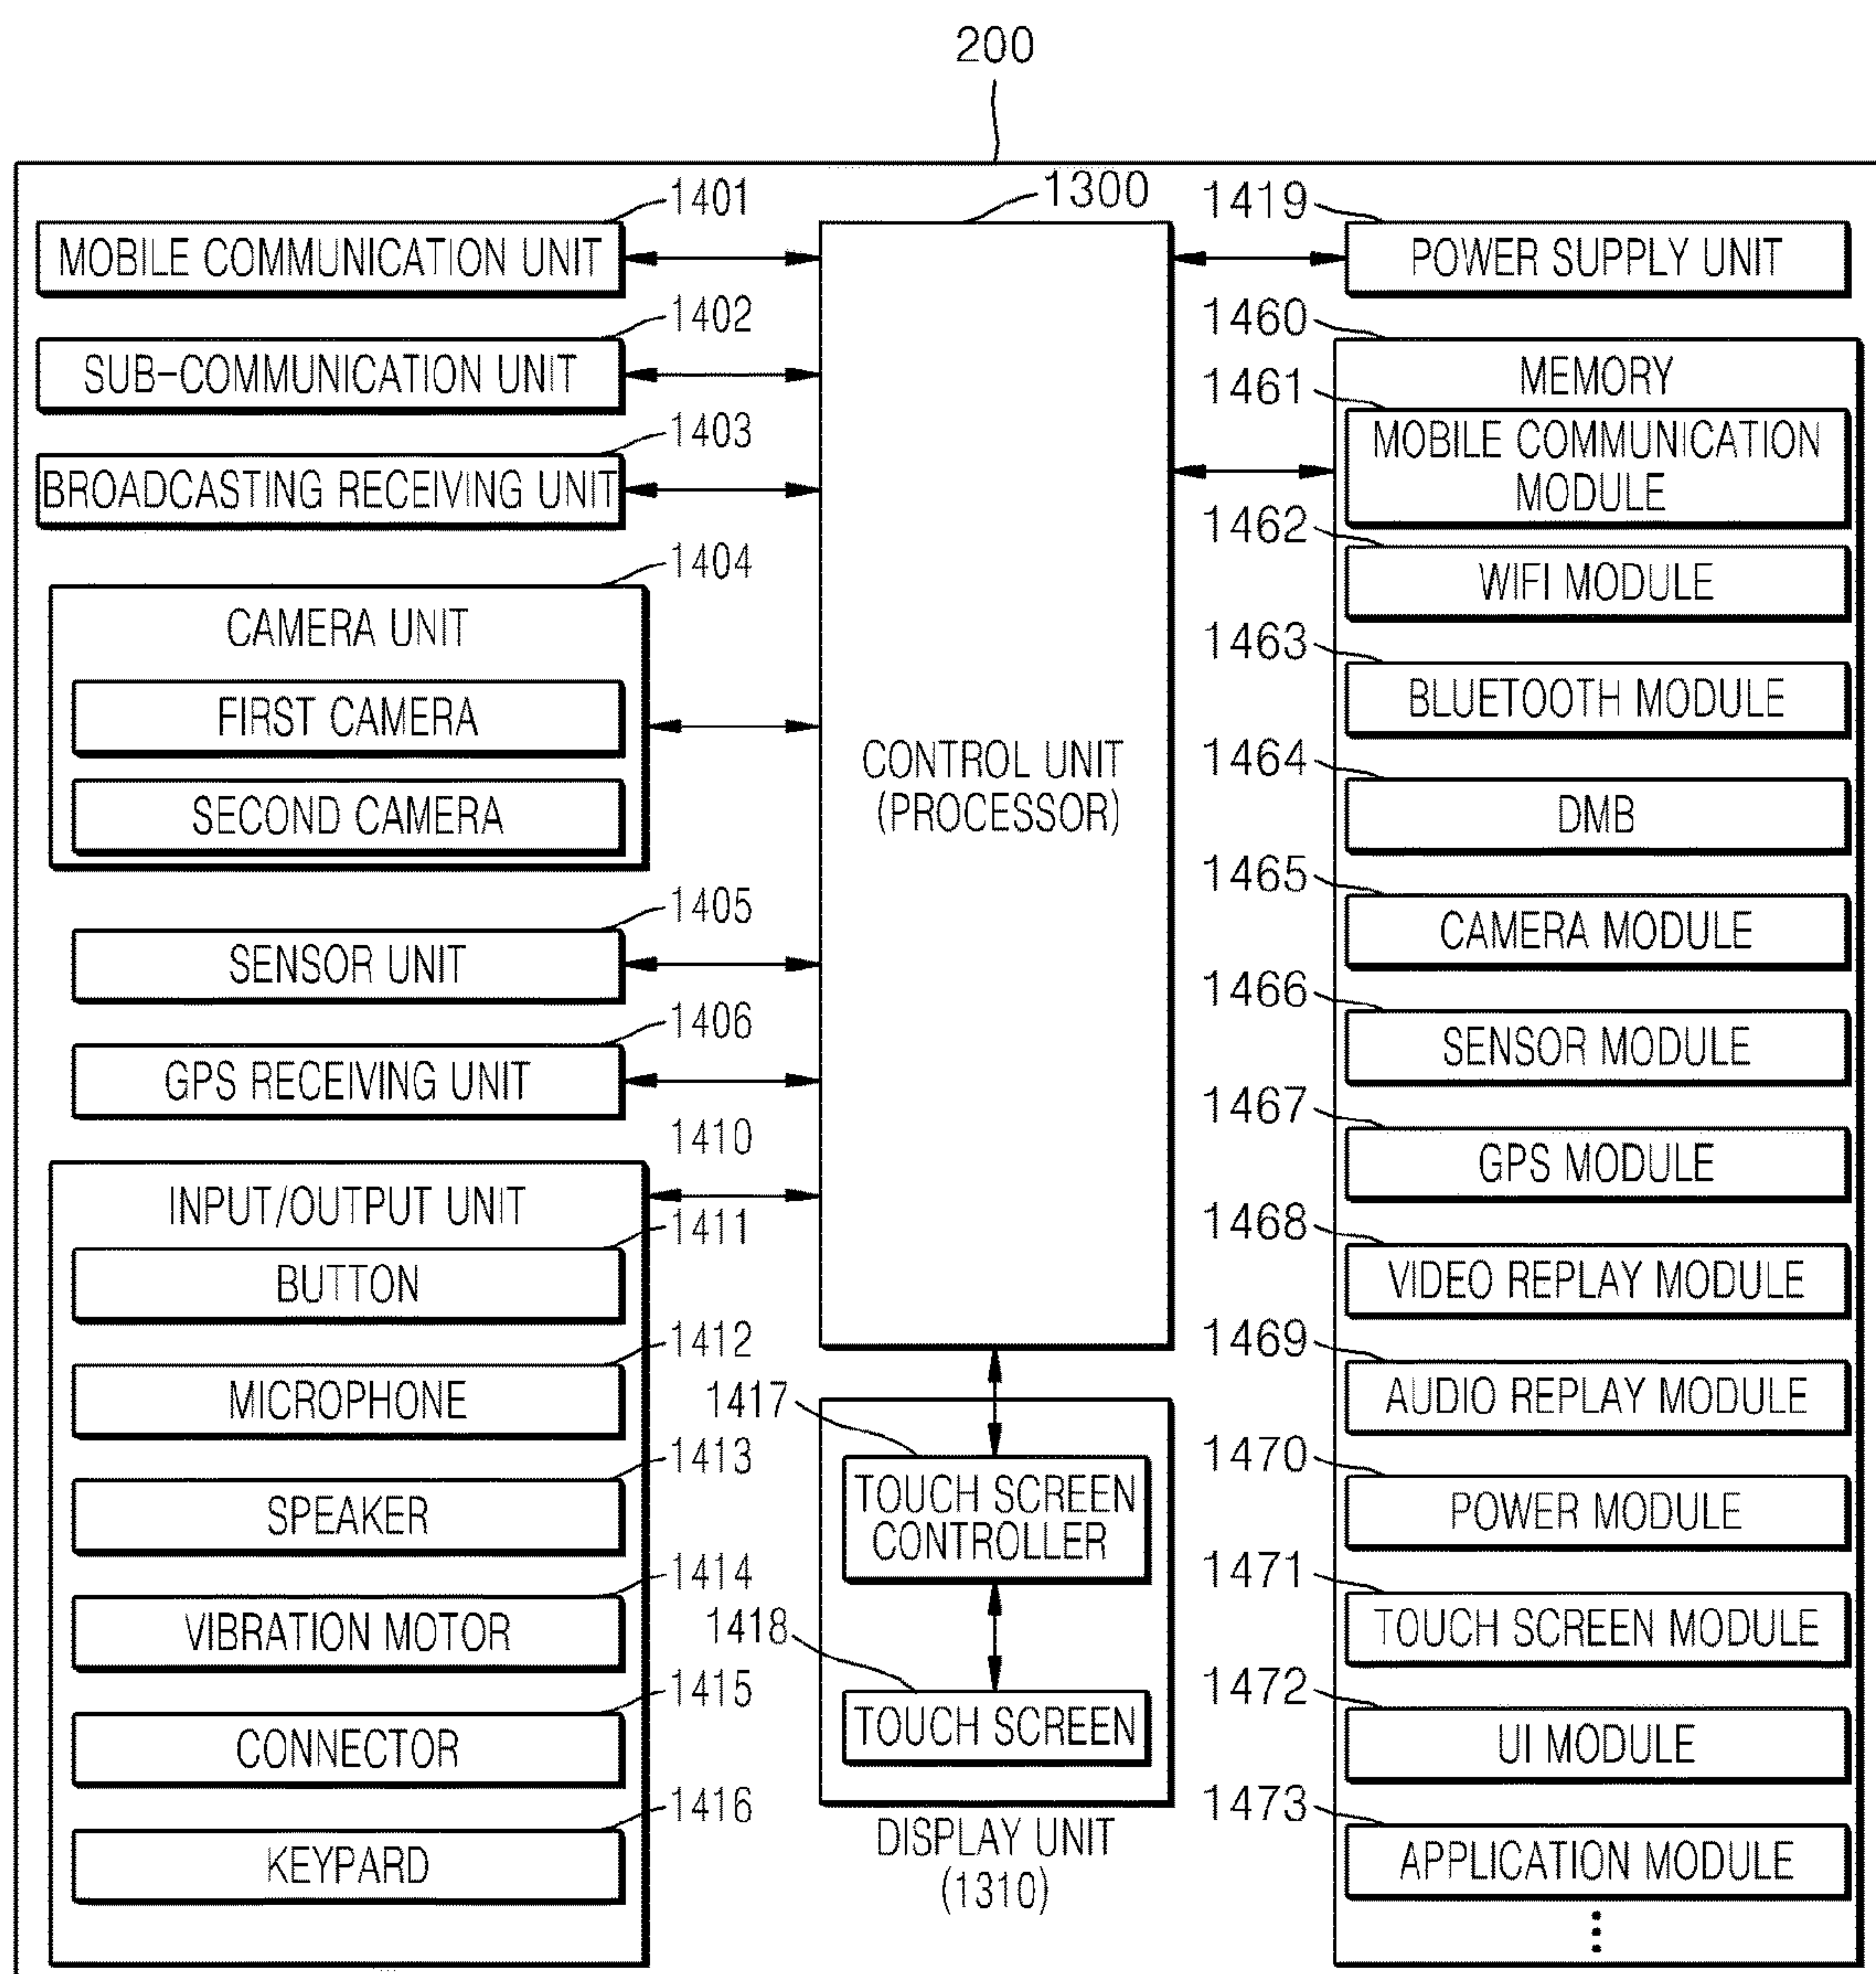 200
1401
MOBILE COMMUNICATION UNIT
1402
SUB-COMMUNICATION UNIT
1403
BROADCASTING RECEIVING UNIT
1404
CAMERA UNIT
FIRST CAMERA
SECOND CAMERA
1405
SENSOR UNIT
1406
GPS RECEIVING UNIT
1410
INPUT/OUTPUT UNIT
1411
BUTTON
1412
MICROPHONE
1413
SPEAKER
1414
VIBRATION MOTOR
1415
CONNECTOR
1416
KEYPARD
1300
CONTROL UNIT
(PROCESSOR)
1417
TOUCH SCREEN
CONTROLLER
1418
TOUCH SCREEN
DISPLAY UNIT
(1310)
1419
POWER SUPPLY UNIT
1460
MEMORY
1461
MOBILE COMMUNICATION
MODULE
1462
WIFI MODULE
1463
BLUETOOTH MODULE
1464
DMB
1465
CAMERA MODULE
1466
SENSOR MODULE
1467
GPS MODULE
1468
VIDEO REPLAY MODULE
1469
AUDIO REPLAY MODULE
1470
POWER MODULE
1471
TOUCH SCREEN MODULE
1472
UI MODULE
1473
APPLICATION MODULE